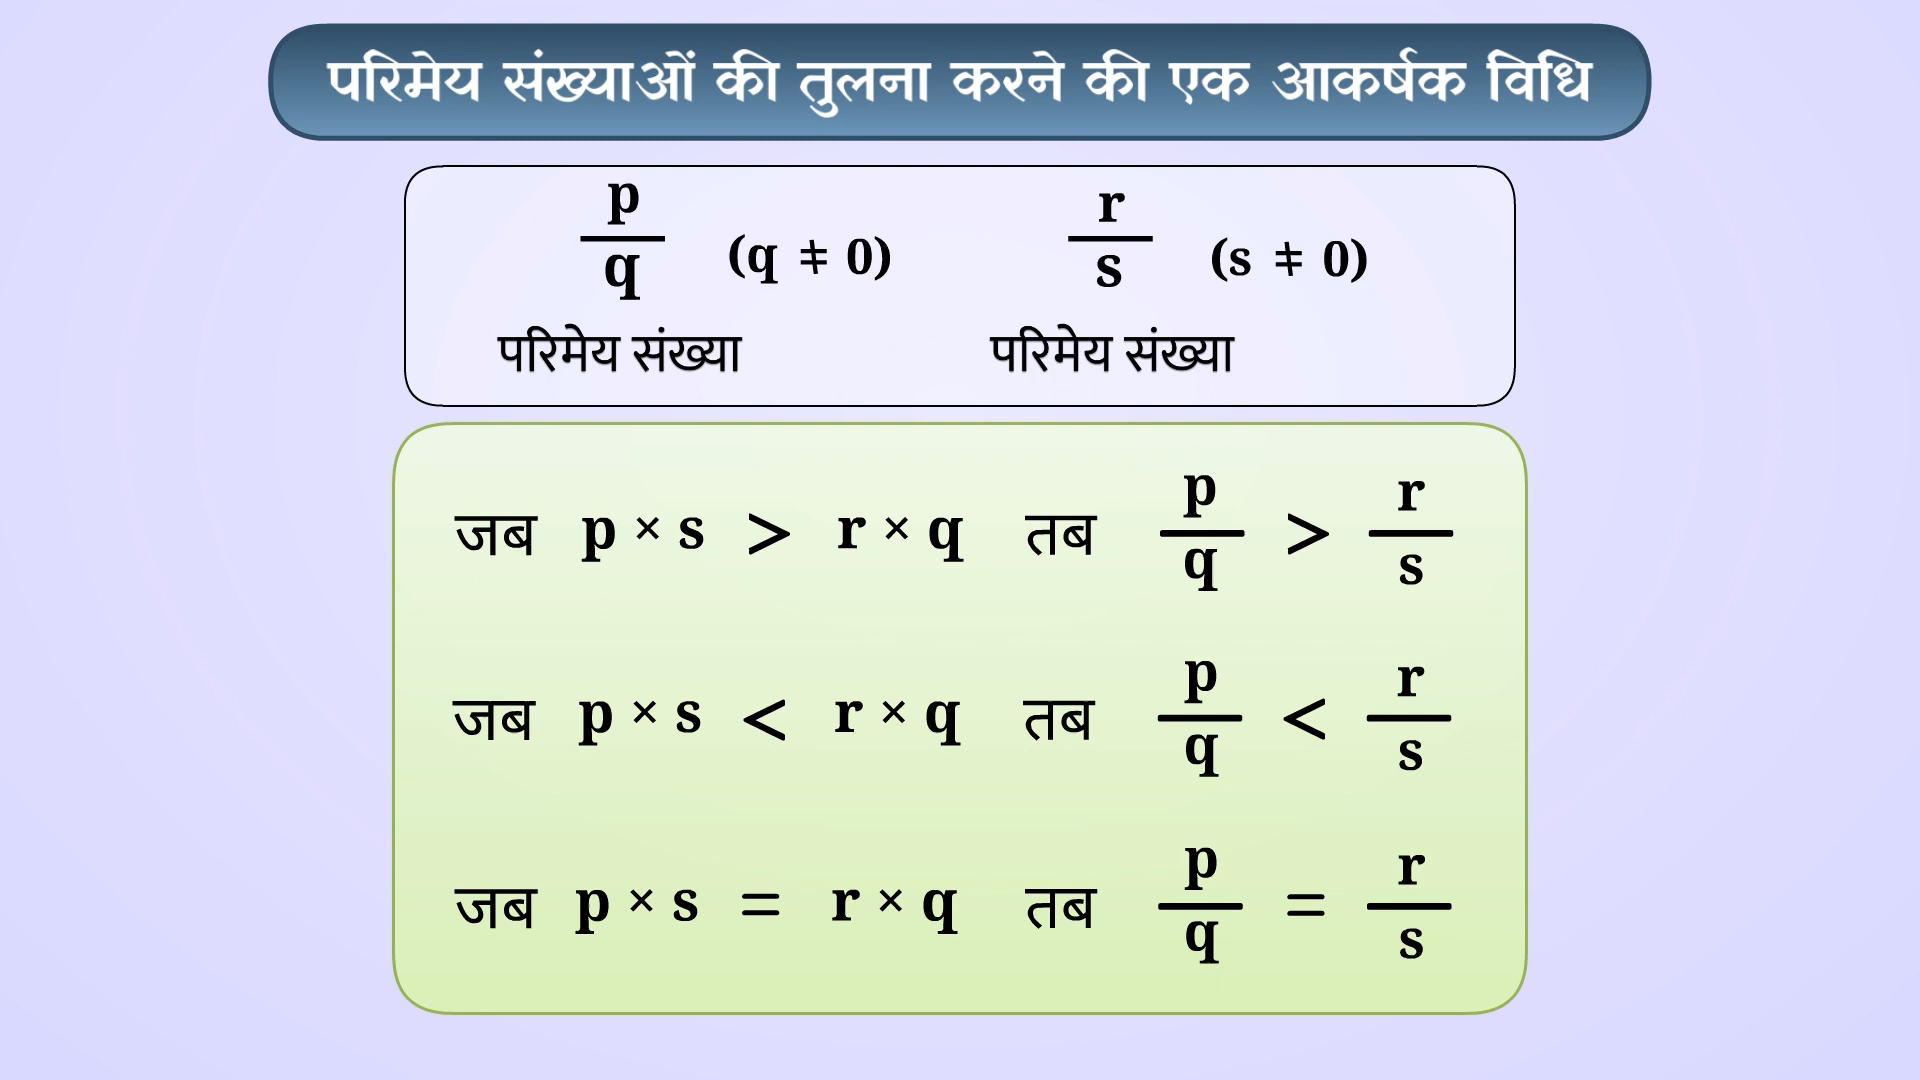 परिमेय संख्याओं की तुलना करने की एक आकर्षक विधि
p/q (q ≠ 0) r/s (s ≠ 0)
परिमेय संख्या परिमेय संख्या
जब p × s > r × q तब p/q > r/s
जब p × s < r × q तब p/q < r/s
जब p × s = r × q तब p/q = r/s